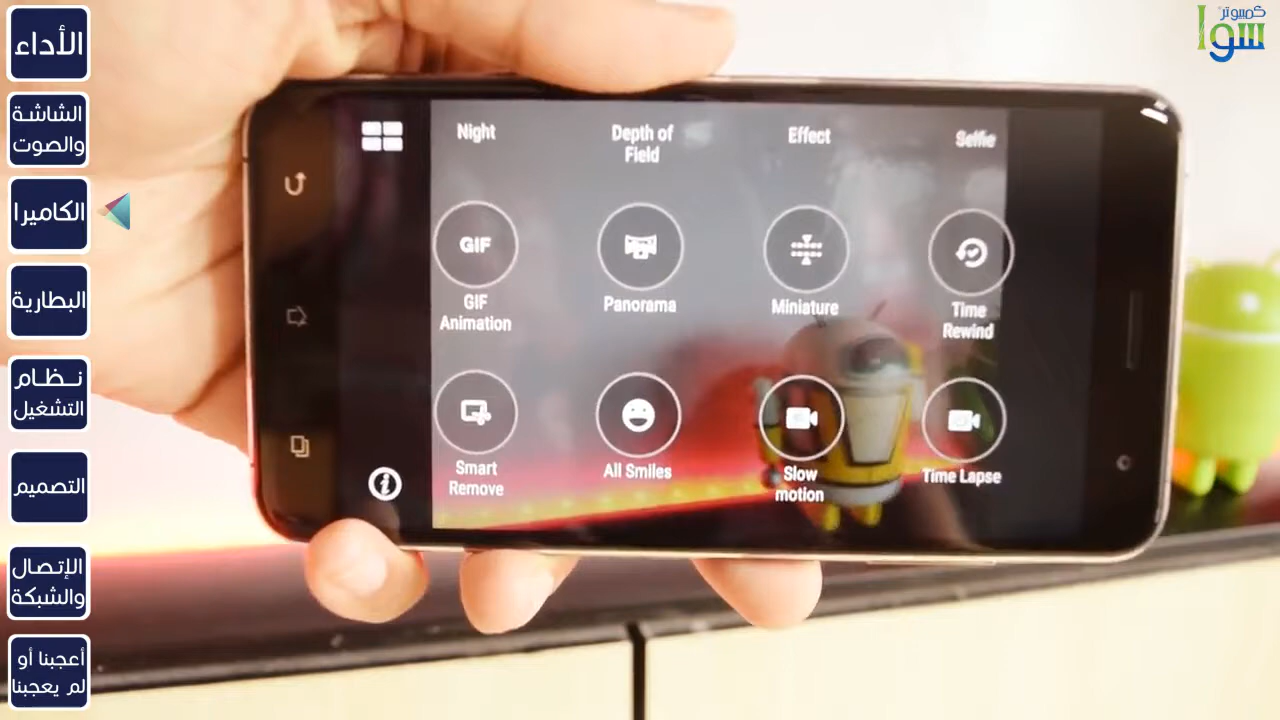 الأداء
الشاشة
والصوت
الكاميرا
البطارية
نـظـام
التشغيل
التصميم
الإتصال
والشبكة
أعجبنا أو
لم يعجبنا
كمبيوتر
سوا
Night
Depth of
Field
Effect
Selfie
GIF
GIF
Animation
Panorama
Miniature
Time
Rewind
Smart
Remove
All Smiles
Slow
motion
Time Lapse